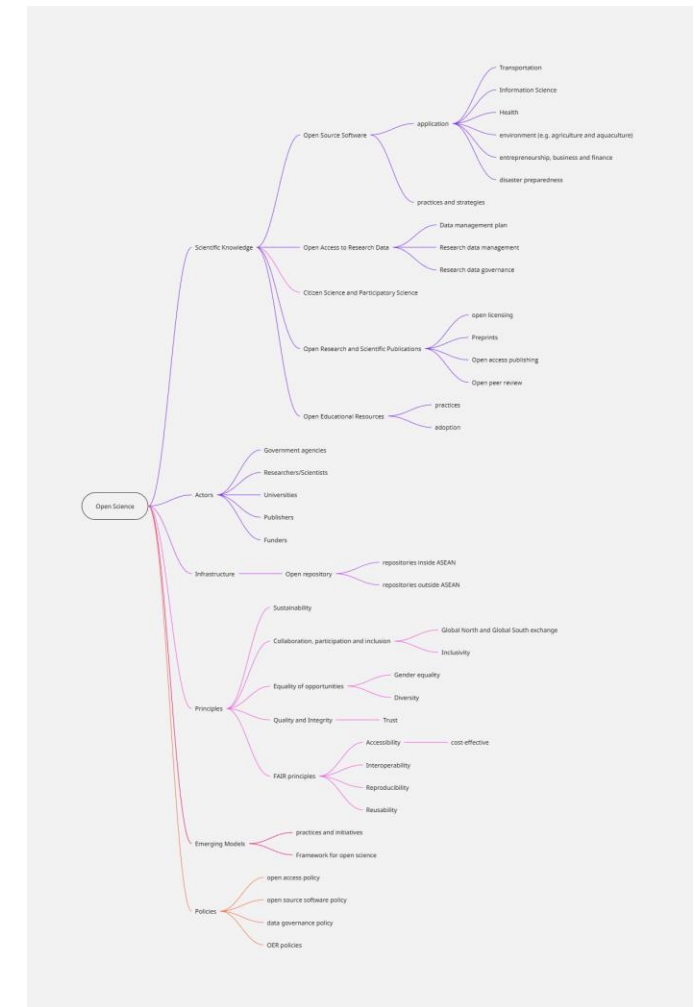 Open Science
Scientific Knowledge
Open Source Software
application
Transportation
Information Science
Health
environment (e.g. agriculture and aquaculture)
entrepreneurship, business and finance
disaster preparedness
practices and strategies
Open Access to Research Data
Data management plan
Research data management
Research data governance
Citizen Science and Participatory Science
Open Research and Scientific Publications
open licensing
Preprints
Open access publishing
Open peer review
Open Educational Resources
practices
adoption
Actors
Government agencies
Researchers/Scientists
Universities
Publishers
Funders
Infrastructure
Open repository
repositories inside ASEAN
repositories outside ASEAN
Principles
Sustainability
Collaboration, participation and inclusion
Global North and Global South exchange
Inclusivity
Equality of opportunities
Gender equality
Diversity
Quality and Integrity
Trust
FAIR principles
Accessibility
cost-effective
Interoperability
Reproducibility
Reusability
Emerging Models
practices and initiatives
Framework for open science
Policies
open access policy
open source software policy
data governance policy
OER policies